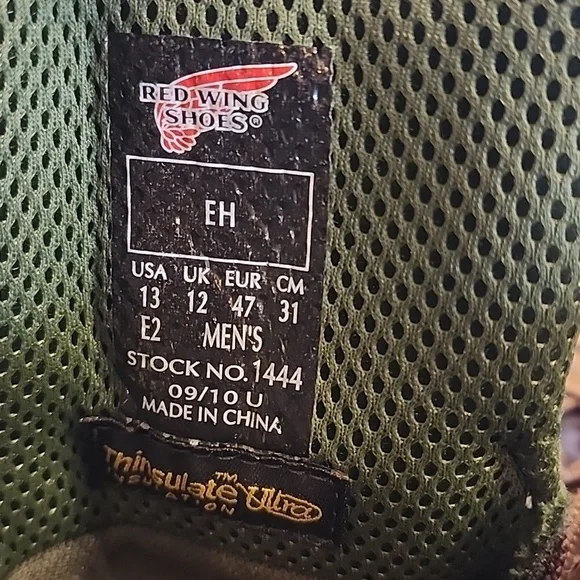 RED WING
SHOES®
EH
USA UK EUR CM
13 12 47 31
E2 MEN'S
STOCK NO. 1444
09/10 U
MADE IN CHINA
Thinsulate™ Ultra
INSULATION